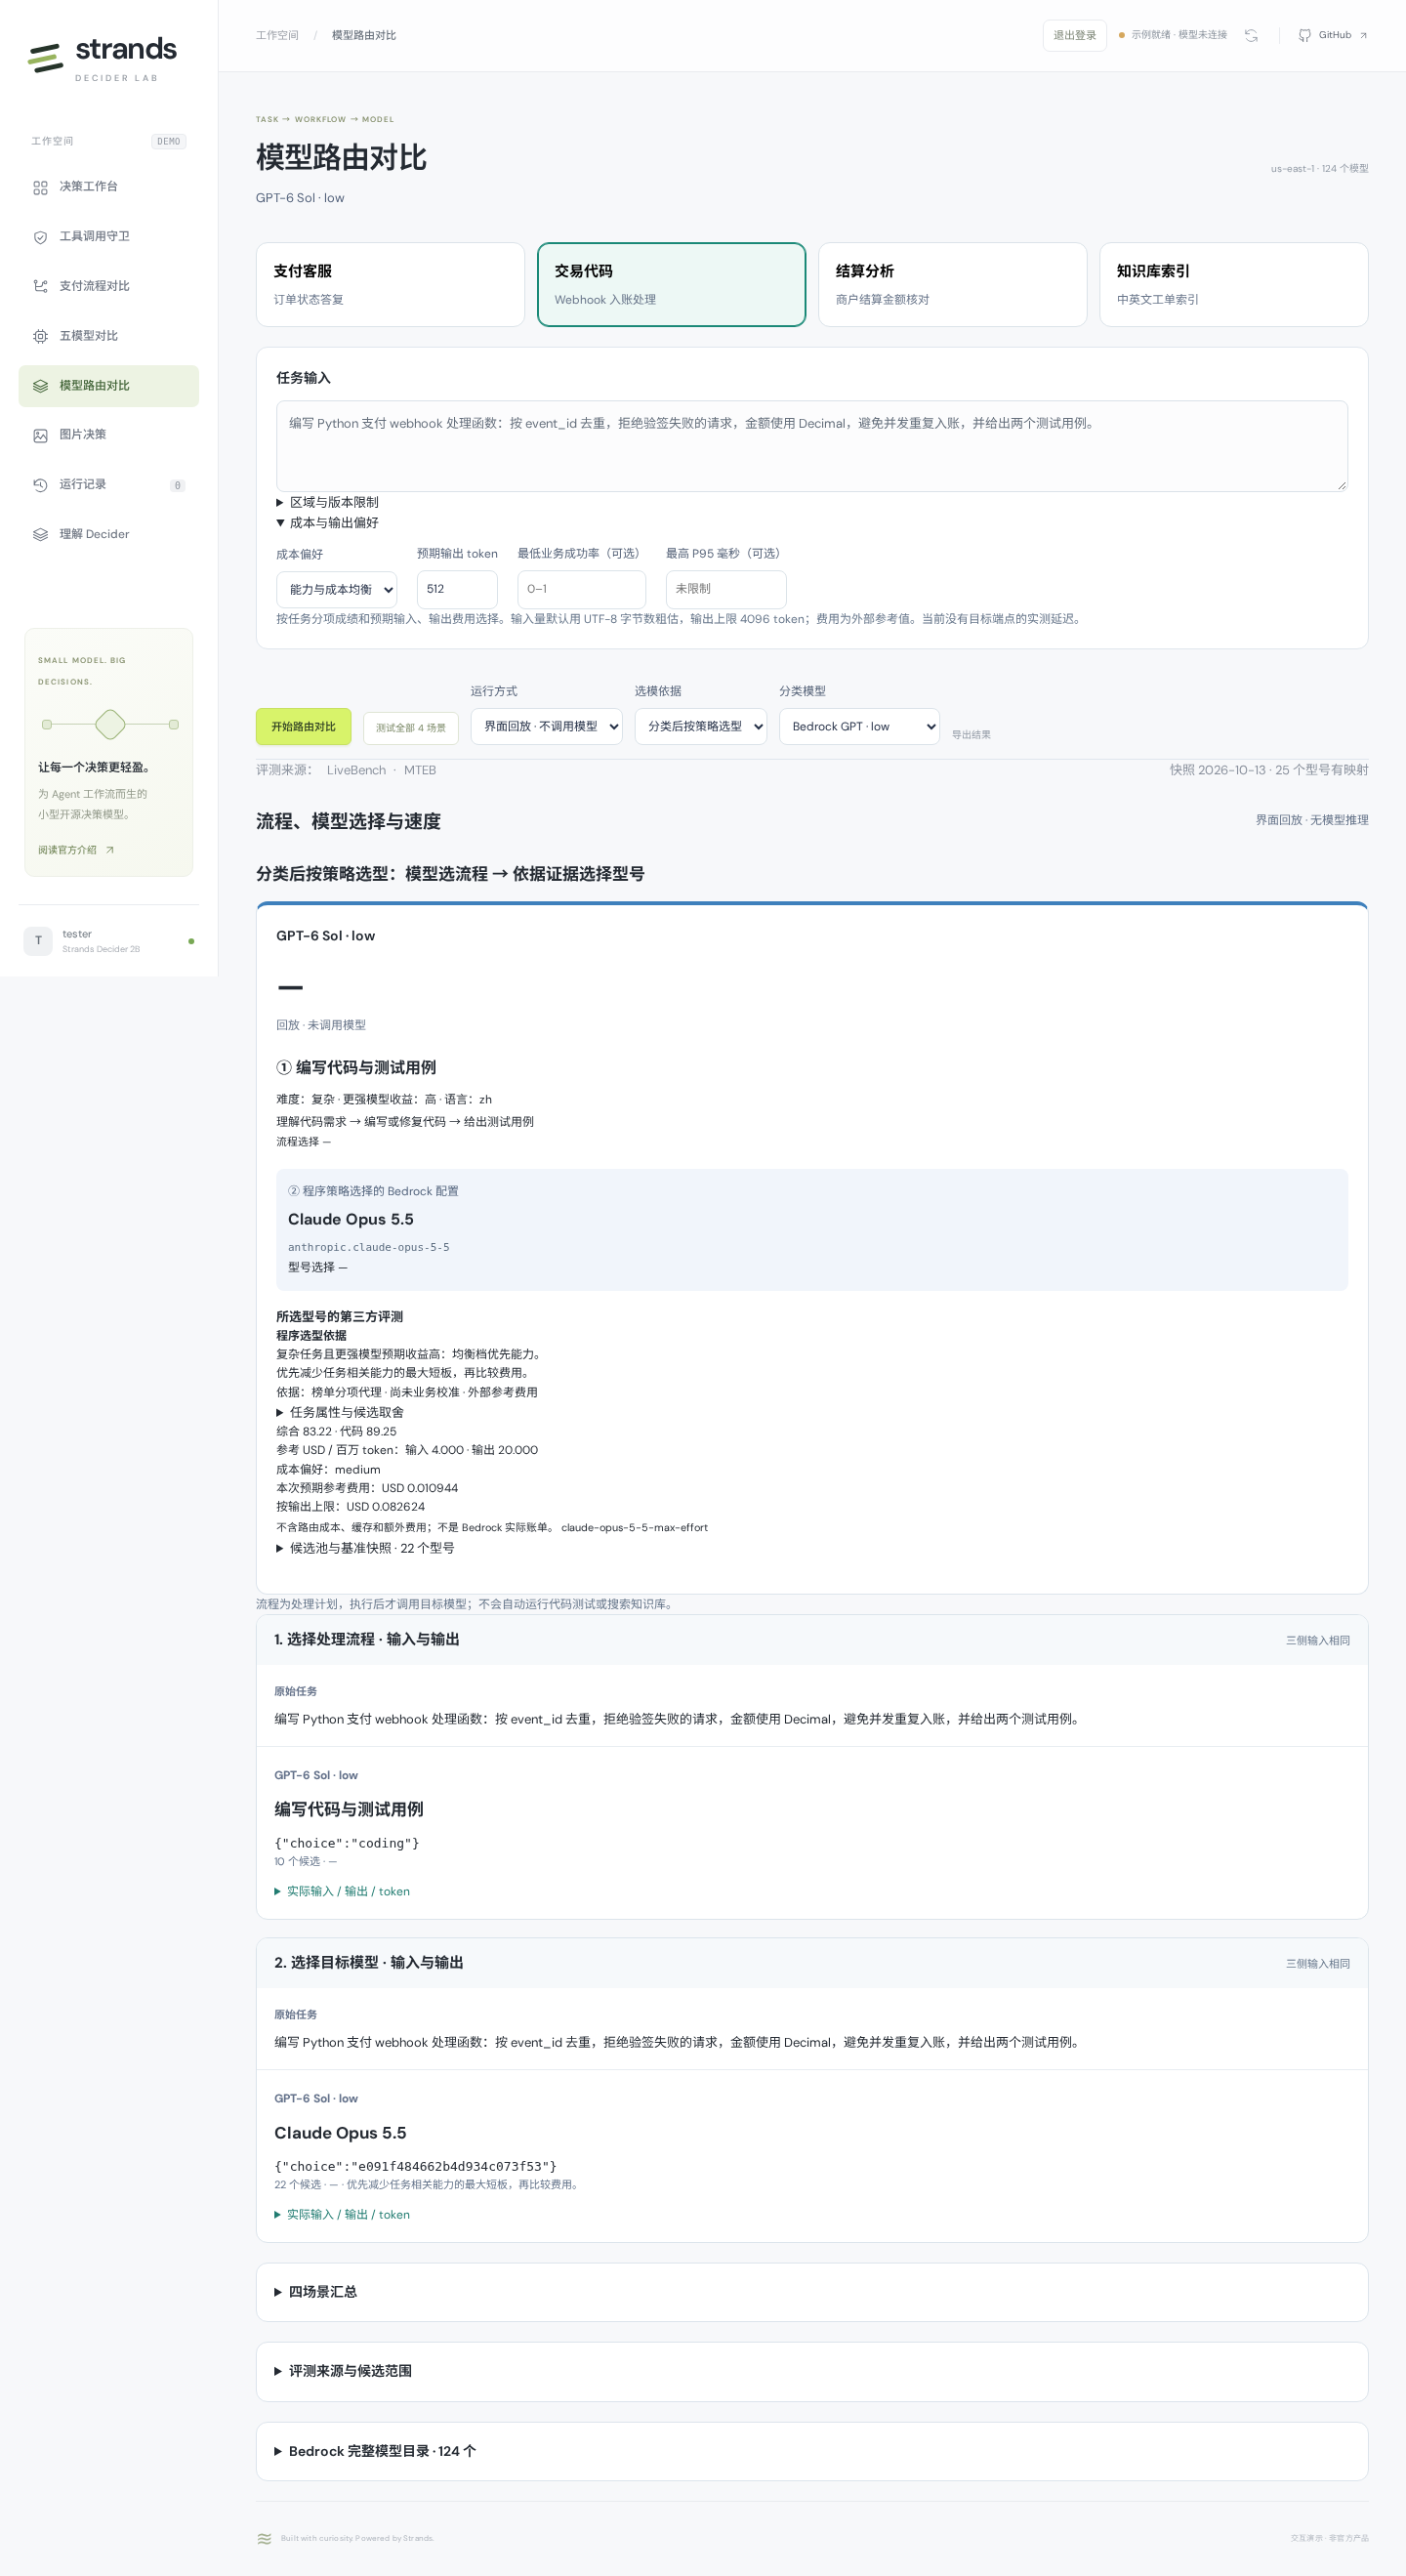 strands
DECIDER LAB
工作空间
DEMO
决策工作台
工具调用守卫
支付流程对比
五模型对比
模型路由对比
图片决策
运行记录
0
理解 Decider
SMALL MODEL. BIG
DECISIONS.
让每一个决策更轻盈。
为 Agent 工作流而生的
小型开源决策模型。
阅读官方介绍
T
tester
Strands Decider 2B
工作空间 / 模型路由对比
退出登录
示例就绪 · 模型未连接
GitHub
TASK → WORKFLOW → MODEL
模型路由对比
us-east-1 · 124 个模型
GPT-6 Sol · low
支付客服
订单状态答复
交易代码
Webhook 入账处理
结算分析
商户结算金额核对
知识库索引
中英文工单索引
任务输入
编写 Python 支付 webhook 处理函数：按 event_id 去重，拒绝验签失败的请求，金额使用 Decimal，避免并发重复入账，并给出两个测试用例。
▶ 区域与版本限制
▼ 成本与输出偏好
成本偏好
预期输出 token
最低业务成功率（可选）
最高 P95 毫秒（可选）
能力与成本均衡
512
0–1
未限制
按任务分项成绩和预期输入、输出费用选择。输入量默认用 UTF-8 字节数粗估，输出上限 4096 token；费用为外部参考值。当前没有目标端点的实测延迟。
运行方式
选模依据
分类模型
开始路由对比
测试全部 4 场景
界面回放 · 不调用模型
分类后按策略选型
Bedrock GPT · low
导出结果
评测来源： LiveBench · MTEB
快照 2026-10-13 · 25 个型号有映射
流程、模型选择与速度
界面回放 · 无模型推理
分类后按策略选型：模型选流程 → 依据证据选择型号
GPT-6 Sol · low
—
回放 · 未调用模型
① 编写代码与测试用例
难度：复杂 · 更强模型收益：高 · 语言：zh
理解代码需求 → 编写或修复代码 → 给出测试用例
流程选择 —
② 程序策略选择的 Bedrock 配置
Claude Opus 5.5
anthropic.claude-opus-5-5
型号选择 —
所选型号的第三方评测
程序选型依据
复杂任务且更强模型预期收益高：均衡档优先能力。
优先减少任务相关能力的最大短板，再比较费用。
依据：榜单分项代理 · 尚未业务校准 · 外部参考费用
▶ 任务属性与候选取舍
综合 83.22 · 代码 89.25
参考 USD / 百万 token：输入 4.000 · 输出 20.000
成本偏好：medium
本次预期参考费用：USD 0.010944
按输出上限：USD 0.082624
不含路由成本、缓存和额外费用；不是 Bedrock 实际账单。 claude-opus-5-5-max-effort
▶ 候选池与基准快照 · 22 个型号
流程为处理计划，执行后才调用目标模型；不会自动运行代码测试或搜索知识库。
1. 选择处理流程 · 输入与输出
三侧输入相同
原始任务
编写 Python 支付 webhook 处理函数：按 event_id 去重，拒绝验签失败的请求，金额使用 Decimal，避免并发重复入账，并给出两个测试用例。
GPT-6 Sol · low
编写代码与测试用例
{"choice":"coding"}
10 个候选 · —
▶ 实际输入 / 输出 / token
2. 选择目标模型 · 输入与输出
三侧输入相同
原始任务
编写 Python 支付 webhook 处理函数：按 event_id 去重，拒绝验签失败的请求，金额使用 Decimal，避免并发重复入账，并给出两个测试用例。
GPT-6 Sol · low
Claude Opus 5.5
{"choice":"e091f484662b4d934c073f53"}
22 个候选 · — · 优先减少任务相关能力的最大短板，再比较费用。
▶ 实际输入 / 输出 / token
▶ 四场景汇总
▶ 评测来源与候选范围
▶ Bedrock 完整模型目录 · 124 个
Built with curiosity. Powered by Strands.
交互演示 · 非官方产品